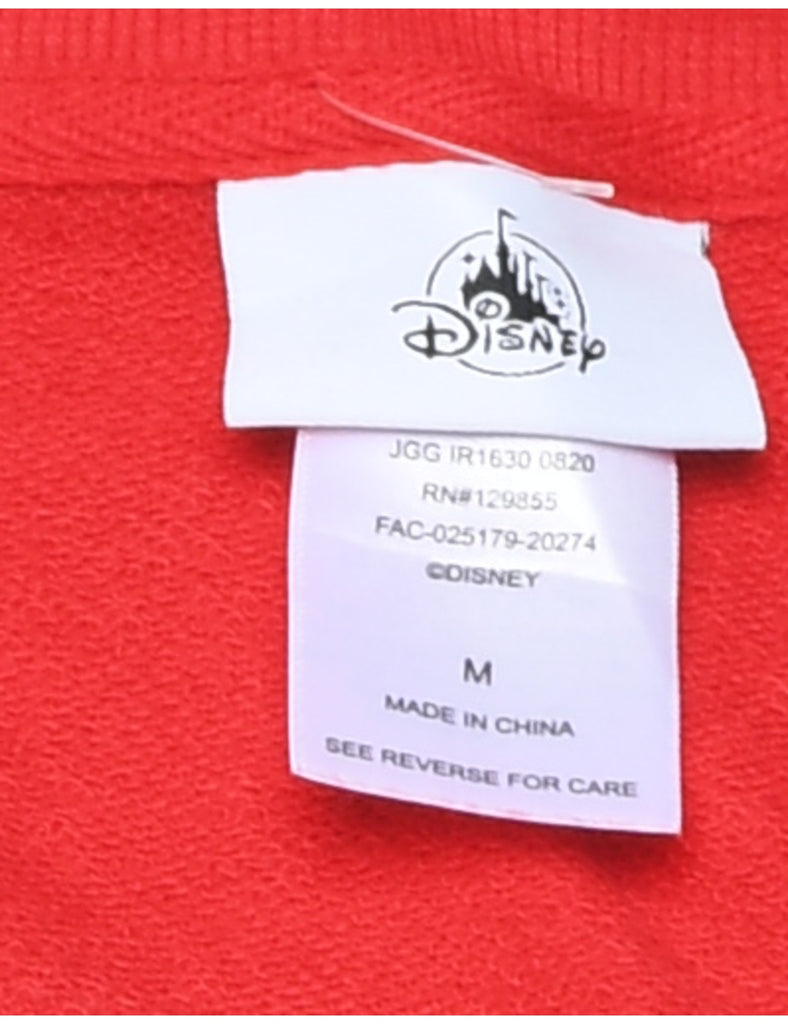 DISNEY
JGG IR1630 0820
RN#129855
FAC-025179-20274
©DISNEY
M
MADE IN CHINA
SEE REVERSE FOR CARE